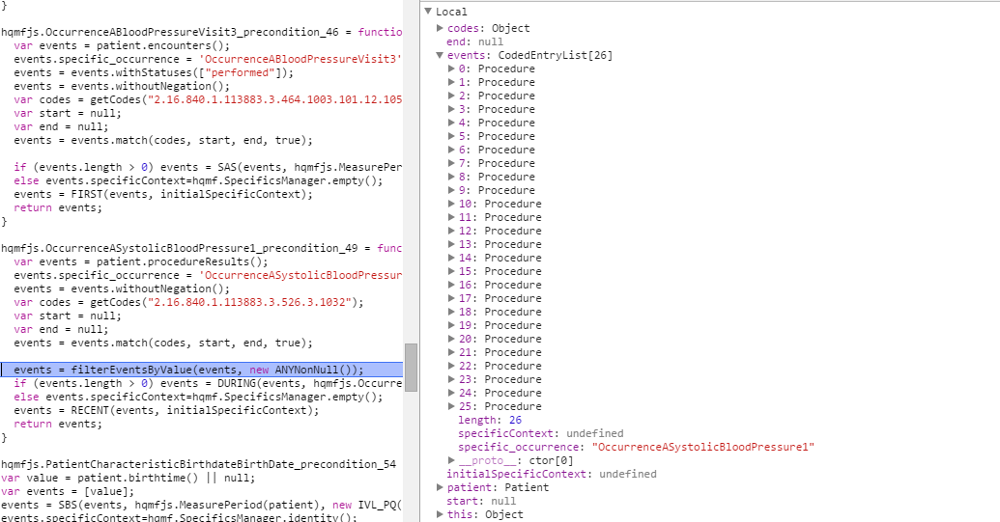 }
hqmfjs.OccurrenceABloodPressureVisit3_precondition_46 = functio
var events = patient.encounters();
events.specific_occurrence = 'OccurrenceABloodPressureVisit3'
events = events.withStatuses(["performed"]);
events = events.withoutNegation();
var codes = getCodes("2.16.840.1.113883.3.464.1003.101.12.105
var start = null;
var end = null;
events = events.match(codes, start, end, true);
if (events.length > 0) events = SAS(events, hqmfjs.MeasurePer
else events.specificContext=hqmf.SpecificsManager.empty();
events = FIRST(events, initialSpecificContext);
return events;
}
hqmfjs.OccurrenceASystolicBloodPressure1_precondition_49 = func
var events = patient.procedureResults();
events.specific_occurrence = 'OccurrenceASystolicBloodPressur
events = events.withoutNegation();
var codes = getCodes("2.16.840.1.113883.3.526.3.1032");
var start = null;
var end = null;
events = events.match(codes, start, end, true);
events = filterEventsByValue(events, new ANYNonNull());
if (events.length > 0) events = DURING(events, hqmfjs.Occurre
else events.specificContext=hqmf.SpecificsManager.empty();
events = RECENT(events, initialSpecificContext);
return events;
}
hqmfjs.PatientCharacteristicBirthdateBirthDate_precondition_54
var value = patient.birthtime() || null;
var events = [value];
events = SBS(events, hqmfjs.MeasurePeriod(patient), new IVL_PQ(
events.specificContext=hqmf.SpecificsManager.identity();
Local
codes: Object
end: null
events: CodedEntryList[26]
0: Procedure
1: Procedure
2: Procedure
3: Procedure
4: Procedure
5: Procedure
6: Procedure
7: Procedure
8: Procedure
9: Procedure
10: Procedure
11: Procedure
12: Procedure
13: Procedure
14: Procedure
15: Procedure
16: Procedure
17: Procedure
18: Procedure
19: Procedure
20: Procedure
21: Procedure
22: Procedure
23: Procedure
24: Procedure
25: Procedure
length: 26
specificContext: undefined
specific_occurrence: "OccurrenceASystolicBloodPressure1"
__proto__: ctor[0]
initialSpecificContext: undefined
patient: Patient
start: null
this: Object